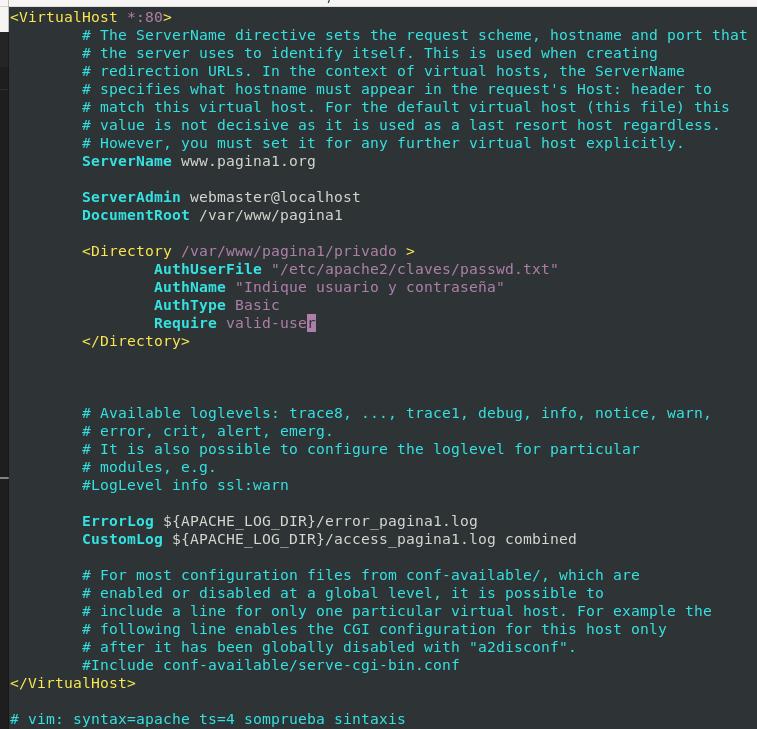 <VirtualHost *:80>
# The ServerName directive sets the request scheme, hostname and port that
# the server uses to identify itself. This is used when creating
# redirection URLs. In the context of virtual hosts, the ServerName
# specifies what hostname must appear in the request's Host: header to
# match this virtual host. For the default virtual host (this file) this
# value is not decisive as it is used as a last resort host regardless.
# However, you must set it for any further virtual host explicitly.
ServerName www.pagina1.org
ServerAdmin webmaster@localhost
DocumentRoot /var/www/pagina1
<Directory /var/www/pagina1/privado >
AuthUserFile "/etc/apache2/claves/passwd.txt"
AuthName "Indique usuario y contraseña"
AuthType Basic
Require valid-user
</Directory>
# Available loglevels: trace8, ..., trace1, debug, info, notice, warn,
# error, crit, alert, emerg.
# It is also possible to configure the loglevel for particular
# modules, e.g.
#LogLevel info ssl:warn
ErrorLog ${APACHE_LOG_DIR}/error_pagina1.log
CustomLog ${APACHE_LOG_DIR}/access_pagina1.log combined
# For most configuration files from conf-available/, which are
# enabled or disabled at a global level, it is possible to
# include a line for only one particular virtual host. For example the
# following line enables the CGI configuration for this host only
# after it has been globally disabled with "a2disconf".
#Include conf-available/serve-cgi-bin.conf
</VirtualHost>
# vim: syntax=apache ts=4 somprueba sintaxis